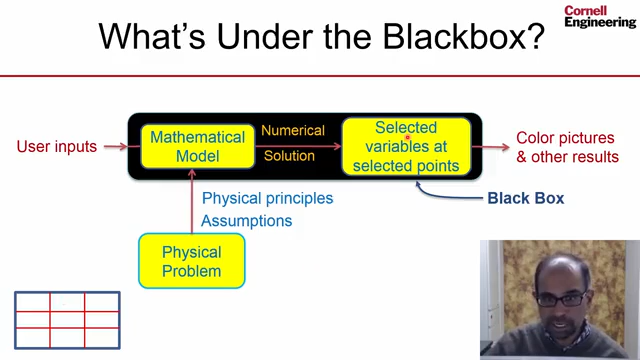 Cornell
Engineering
What's Under the Blackbox?
User inputs
Mathematical
Model
Numerical
Solution
Selected
variables at
selected points
Color pictures
& other results
Physical principles
Assumptions
Black Box
Physical
Problem